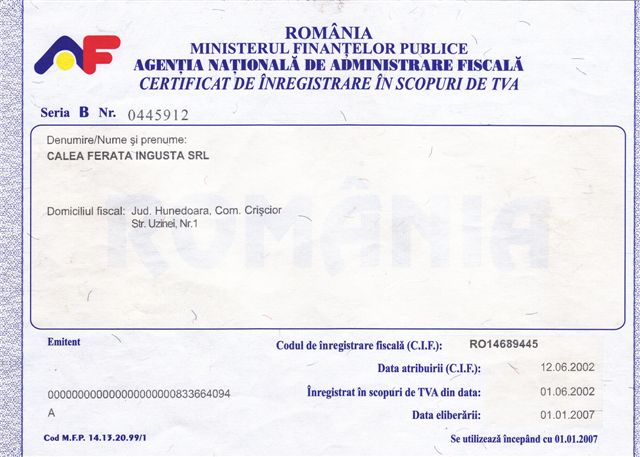 ROMÂNIA
MINISTERUL FINANȚELOR PUBLICE
AGENȚIA NAȚIONALĂ DE ADMINISTRARE FISCALĂ
CERTIFICAT DE ÎNREGISTRARE ÎN SCOPURI DE TVA
AF
Seria B Nr. 0445912
Denumire/Nume și prenume:
CALEA FERATA INGUSTA SRL
Domiciliul fiscal: Jud. Hunedoara, Com. Crişcior
Str. Uzinei, Nr.1
ROMÂNIA
Emitent
Codul de înregistrare fiscală (C.I.F.): RO14689445
Data atribuirii (C.I.F.): 12.06.2002
00000000000000000000833664094
Înregistrat în scopuri de TVA din data: 01.06.2002
A
Data eliberării: 01.01.2007
Cod M.F.P. 14.13.20.99/1
Se utilizează începând cu 01.01.2007